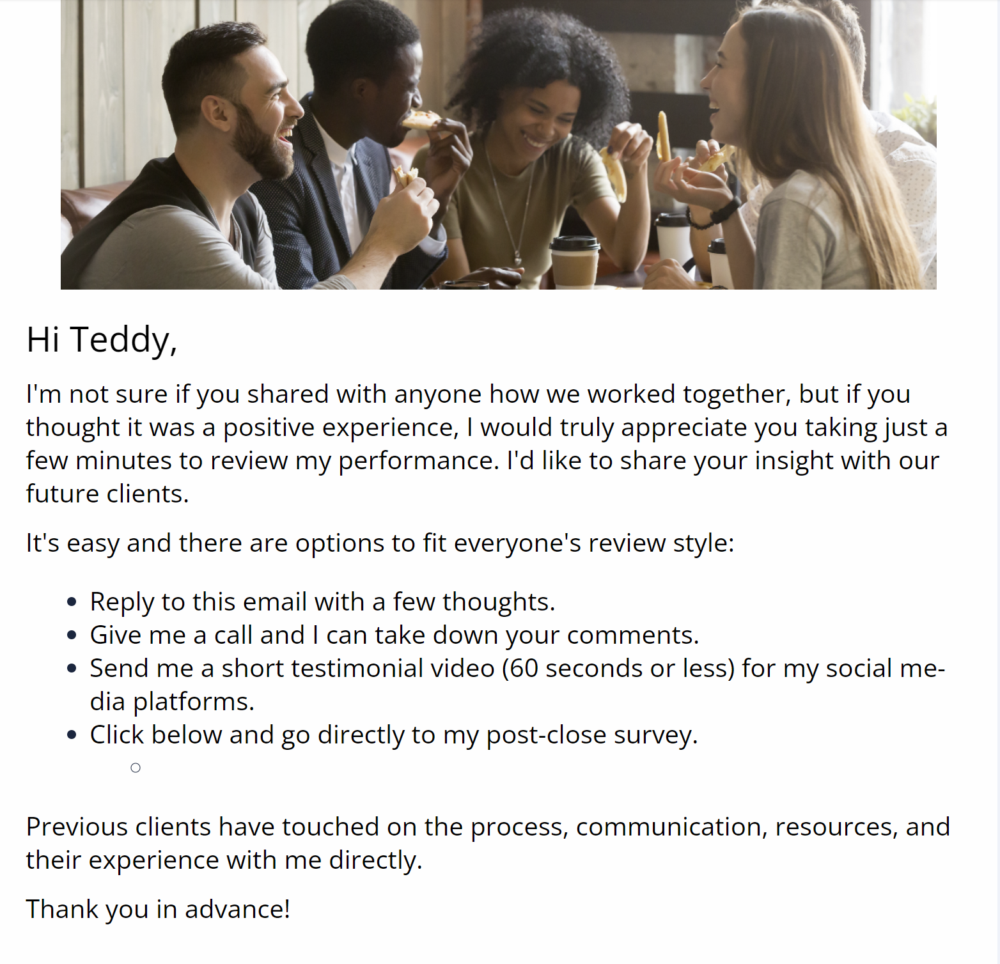 Hi Teddy,
I'm not sure if you shared with anyone how we worked together, but if you
thought it was a positive experience, I would truly appreciate you taking just a
few minutes to review my performance. I'd like to share your insight with our
future clients.
It's easy and there are options to fit everyone's review style:
Reply to this email with a few thoughts.
Give me a call and I can take down your comments.
Send me a short testimonial video (60 seconds or less) for my social me-
dia platforms.
Click below and go directly to my post-close survey.
Previous clients have touched on the process, communication, resources, and
their experience with me directly.
Thank you in advance!